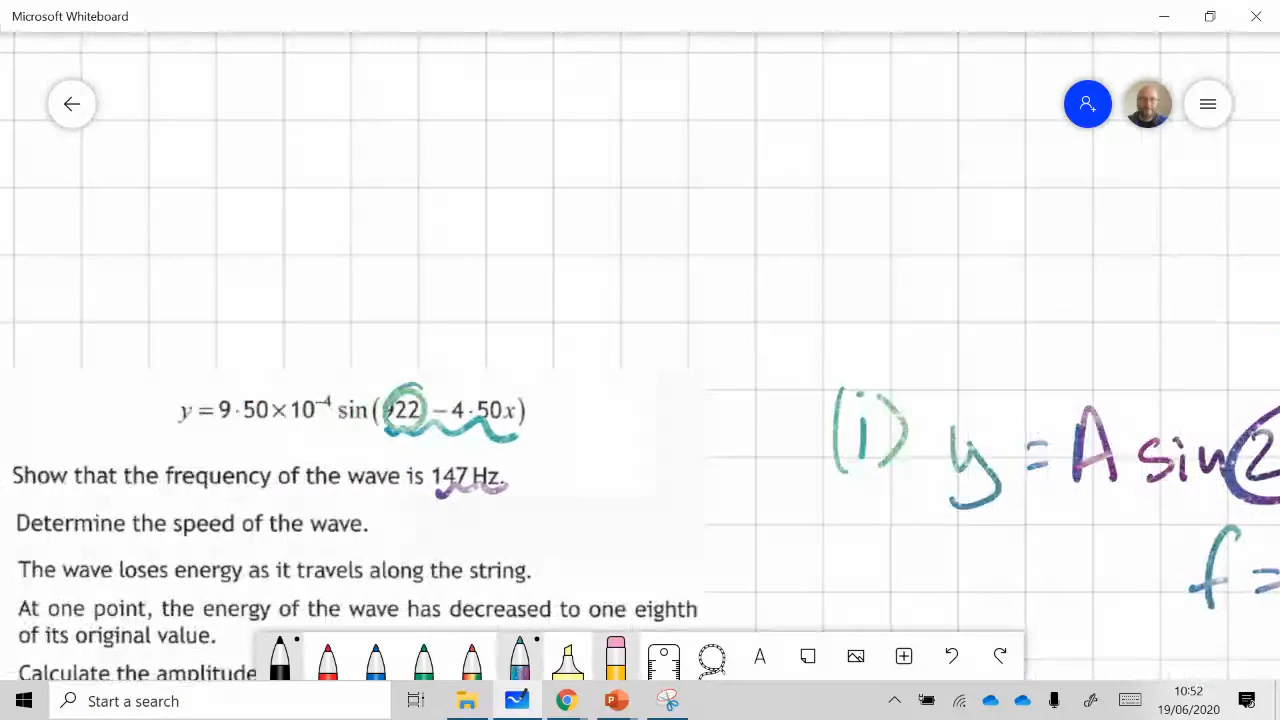 Microsoft Whiteboard
y = 9·50×10⁻⁴ sin(922 − 4·50x)
Show that the frequency of the wave is 147 Hz.
(i) y = A sin 2
Determine the speed of the wave.
f =
The wave loses energy as it travels along the string.
At one point, the energy of the wave has decreased to one eighth
of its original value.
Calculate the amplitude
A
Start a search
10:52
19/06/2020